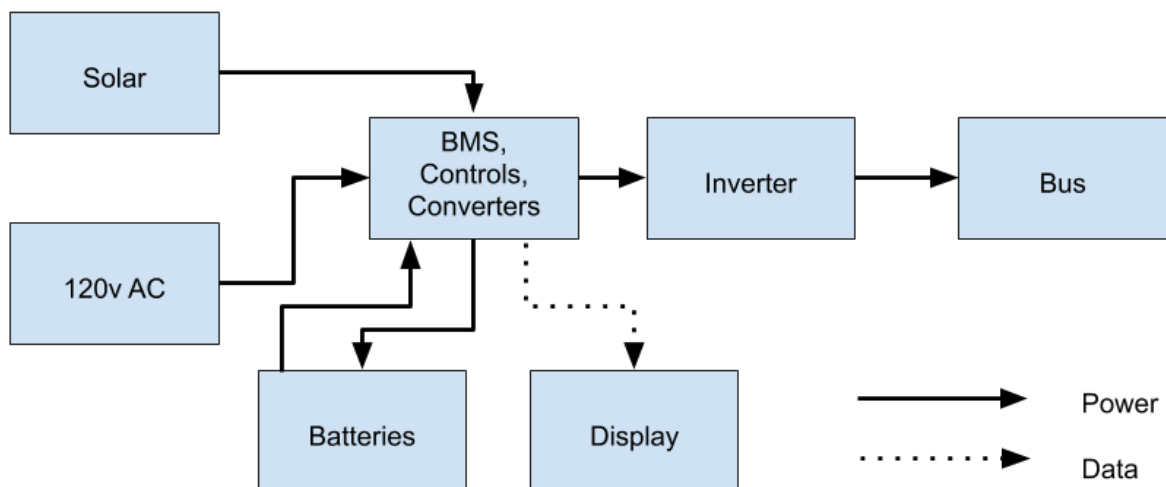 Solar
BMS,
Controls,
Converters
Inverter
Bus
120v AC
Batteries
Display
Power
Data